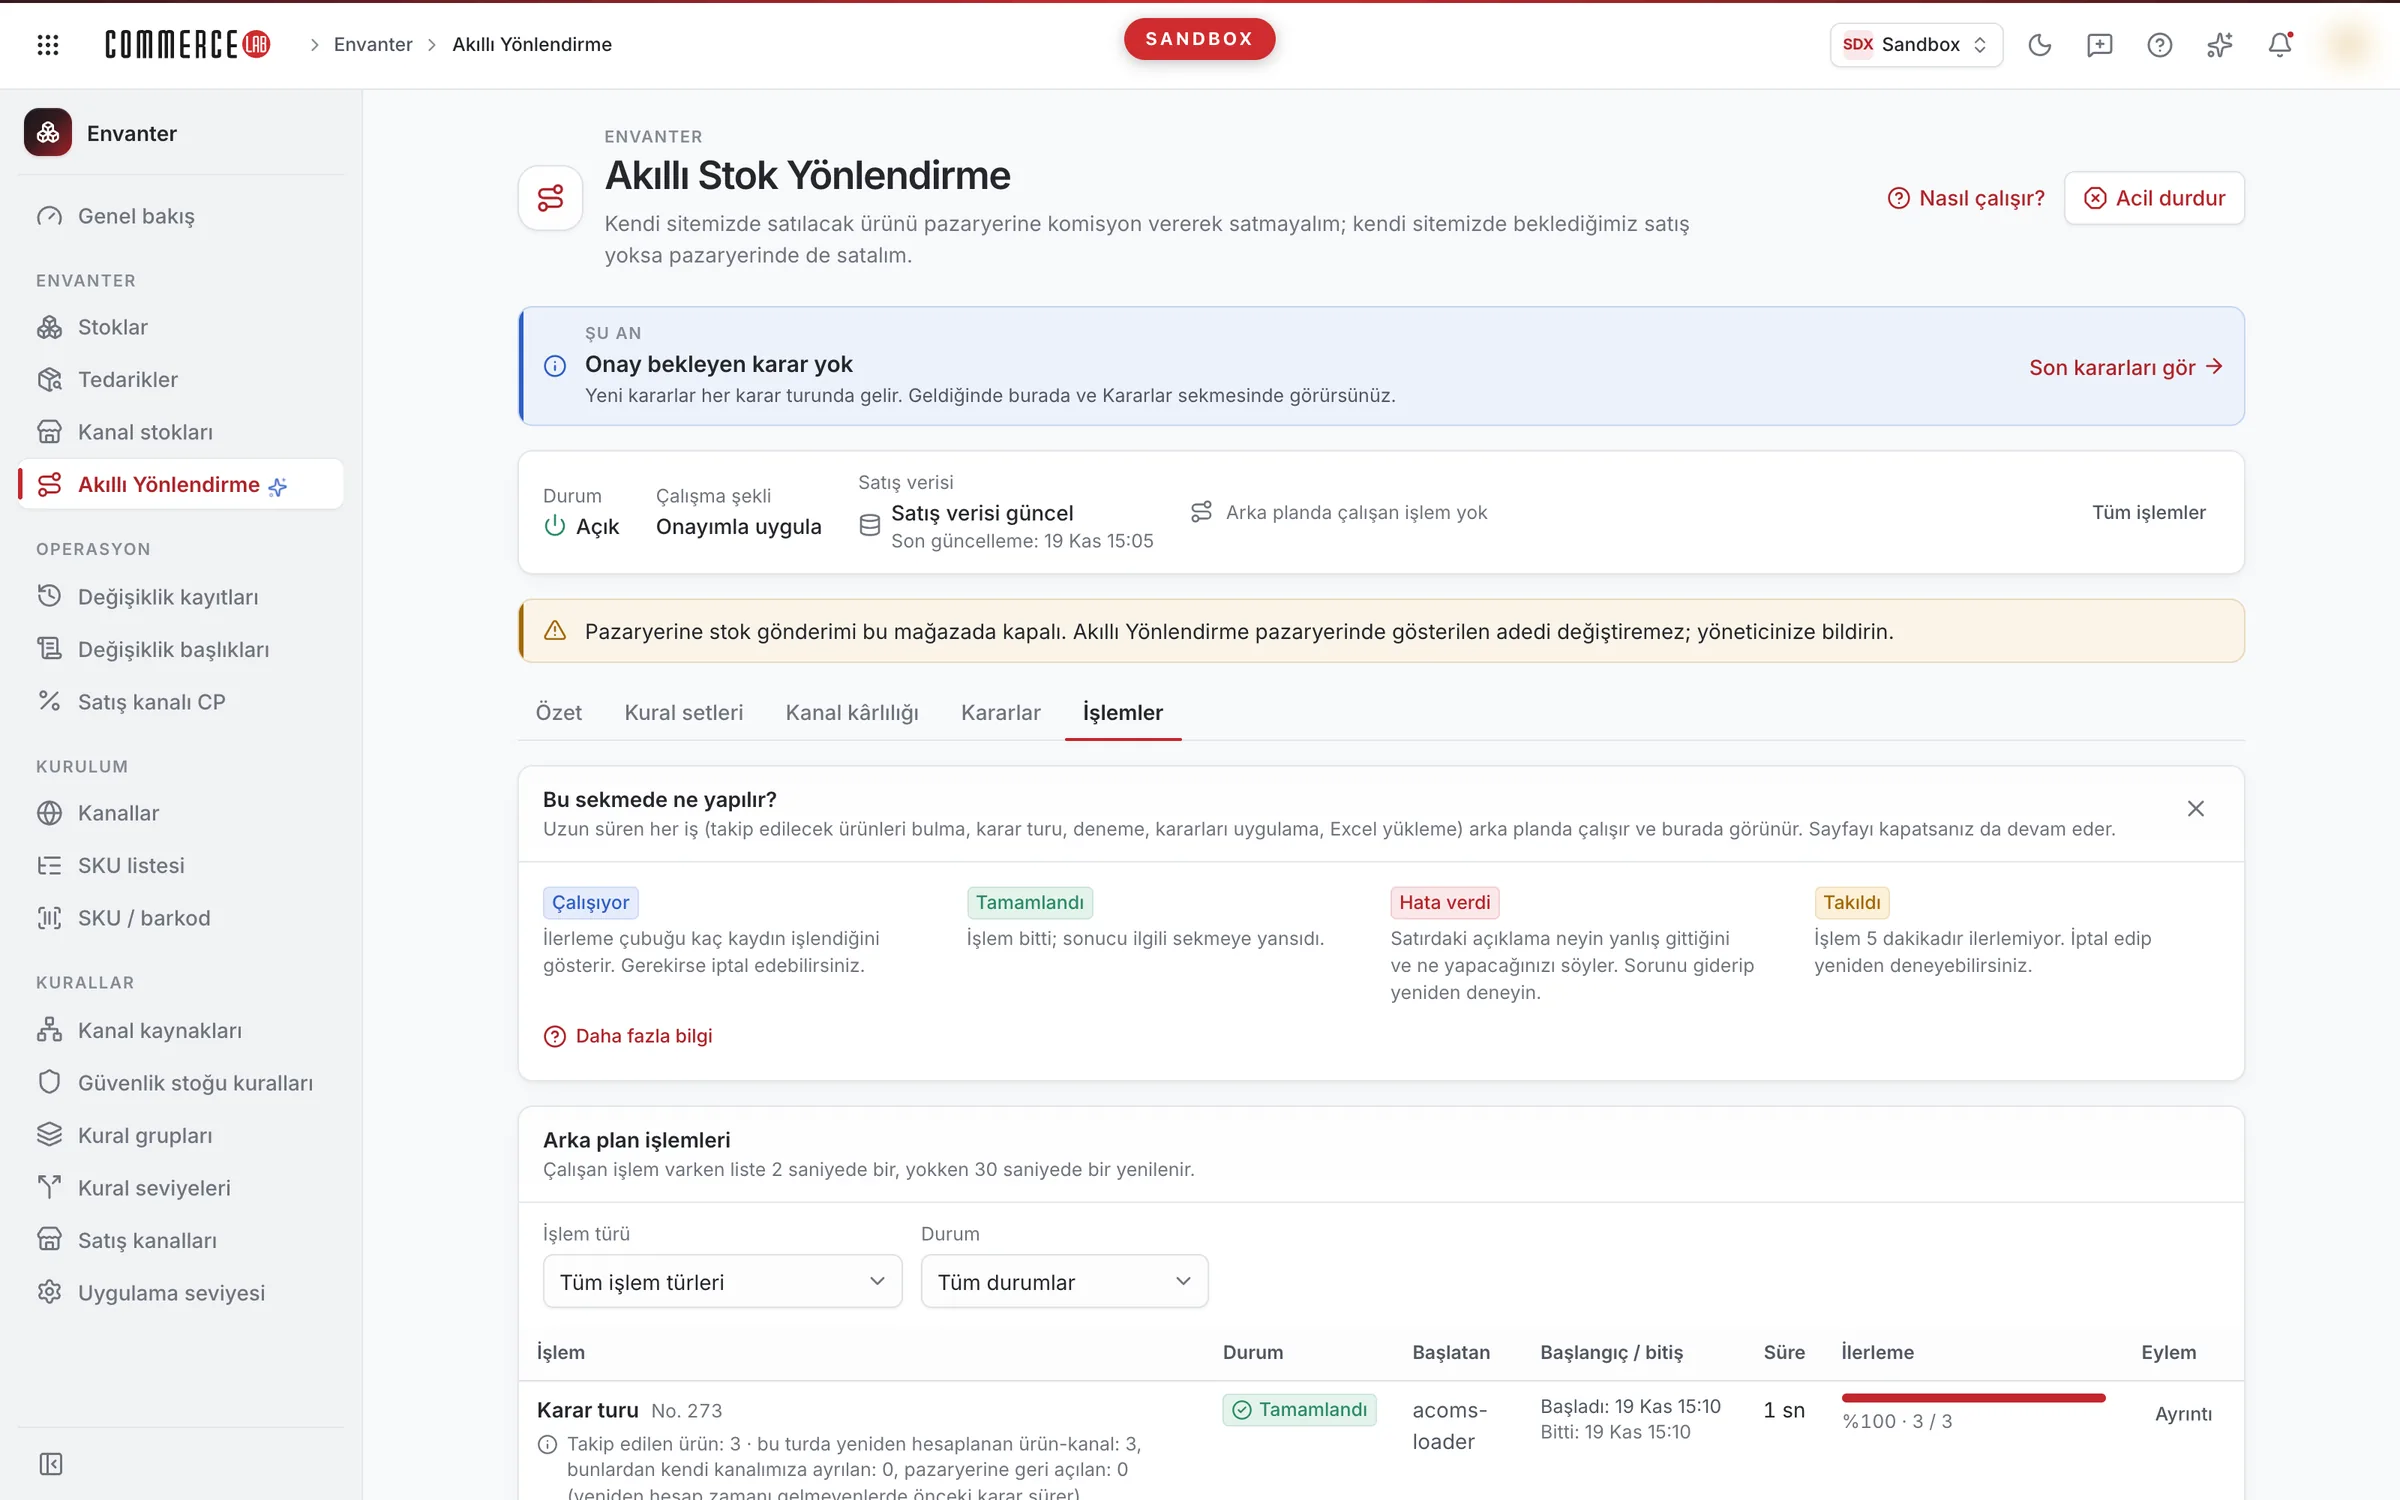 COMMERCE LAB
Envanter
Akıllı Yönlendirme
SANDBOX
SDX Sandbox
Envanter
Genel bakış
ENVANTER
Stoklar
Tedarikler
Kanal stokları
Akıllı Yönlendirme
OPERASYON
Değişiklik kayıtları
Değişiklik başlıkları
Satış kanalı CP
KURULUM
Kanallar
SKU listesi
SKU / barkod
KURALLAR
Kanal kaynakları
Güvenlik stoğu kuralları
Kural grupları
Kural seviyeleri
Satış kanalları
Uygulama seviyesi
ENVANTER
Akıllı Stok Yönlendirme
Kendi sitemizde satılacak ürünü pazaryerine komisyon vererek satmayalım; kendi sitemizde beklediğimiz satış
yoksa pazaryerinde de satalım.
Nasıl çalışır?
Acil durdur
ŞU AN
Onay bekleyen karar yok
Yeni kararlar her karar turunda gelir. Geldiğinde burada ve Kararlar sekmesinde görürsünüz.
Son kararları gör
Durum
Açık
Çalışma şekli
Onayımla uygula
Satış verisi
Satış verisi güncel
Son güncelleme: 19 Kas 15:05
Arka planda çalışan işlem yok
Tüm işlemler
Pazaryerine stok gönderimi bu mağazada kapalı. Akıllı Yönlendirme pazaryerinde gösterilen adedi değiştiremez; yöneticinize bildirin.
Özet
Kural setleri
Kanal kârlılığı
Kararlar
İşlemler
Bu sekmede ne yapılır?
Uzun süren her iş (takip edilecek ürünleri bulma, karar turu, deneme, kararları uygulama, Excel yükleme) arka planda çalışır ve burada görünür. Sayfayı kapatsanız da devam eder.
Çalışıyor
İlerleme çubuğu kaç kaydın işlendiğini
gösterir. Gerekirse iptal edebilirsiniz.
Tamamlandı
İşlem bitti; sonucu ilgili sekmeye yansıdı.
Hata verdi
Satırdaki açıklama neyin yanlış gittiğini
ve ne yapacağınızı söyler. Sorunu giderip
yeniden deneyin.
Takıldı
İşlem 5 dakikadır ilerlemiyor. İptal edip
yeniden deneyebilirsiniz.
Daha fazla bilgi
Arka plan işlemleri
Çalışan işlem varken liste 2 saniyede bir, yokken 30 saniyede bir yenilenir.
İşlem türü
Tüm işlem türleri
Durum
Tüm durumlar
İşlem
Durum
Başlatan
Başlangıç / bitiş
Süre
İlerleme
Eylem
Karar turu No. 273
Takip edilen ürün: 3 · bu turda yeniden hesaplanan ürün-kanal: 3,
bunlardan kendi kanalımıza ayrılan: 0, pazaryerine geri açılan: 0
(yeniden hesap zamanı gelmeyenlerde önceki karar sürer)
Tamamlandı
acoms-
loader
Başladı: 19 Kas 15:10
Bitti: 19 Kas 15:10
1 sn
%100 · 3 / 3
Ayrıntı